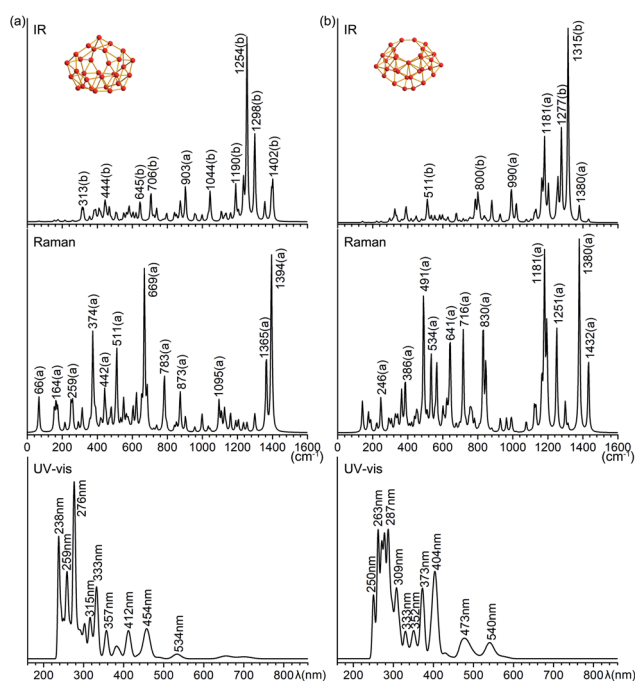 (a)
IR
313(b)
444(b)
645(b)
706(b)
903(a)
1044(b)
1190(b)
1254(b)
1298(b)
1402(b)
Raman
66(a)
164(a)
259(a)
374(a)
442(a)
511(a)
669(a)
783(a)
873(a)
1095(a)
1365(a)
1394(a)
0 200 400 600 800 1000 1200 1400 1600
(cm⁻¹)
UV-vis
238nm
259nm
276nm
315nm
333nm
357nm
412nm
454nm
534nm
200 300 400 500 600 700 800 λ(nm)
(b)
IR
511(b)
800(b)
990(a)
1181(a)
1277(b)
1315(b)
1380(a)
Raman
246(a)
386(a)
491(a)
534(a)
641(a)
716(a)
830(a)
1181(a)
1251(a)
1380(a)
1432(a)
0 200 400 600 800 1000 1200 1400 1600
(cm⁻¹)
UV-vis
250nm
263nm
287nm
309nm
333nm
352nm
373nm
404nm
473nm
540nm
200 300 400 500 600 700 800 λ(nm)